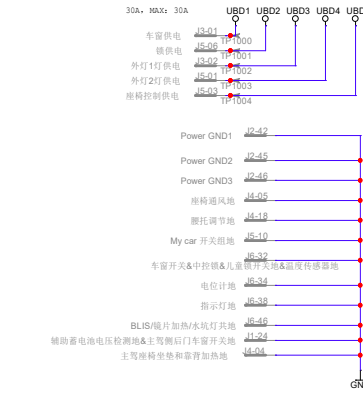 30A, MAX: 30A
UBD1 UBD2 UBD3 UBD4 UBD
车窗供电 J3-01 TP1000
锁供电 J5-06 TP1001
外灯1灯供电 J3-02 TP1002
外灯2灯供电 J5-01 TP1003
座椅控制供电 J5-03 TP1004
Power GND1 J2-42
Power GND2 J2-45
Power GND3 J2-46
座椅通风地 J4-05
腰托调节地 J4-18
My car 开关组地 J5-10
J6-32
车窗开关&中控锁&儿童锁开关地&温度传感器地
电位计地 J6-34
指示灯地 J6-38
BLIS/镜片加热/水坑灯共地 J6-46
辅助蓄电池电压检测地&主驾侧后门车窗开关地 J1-24
主驾座椅坐垫和靠背加热地 J4-04
GN